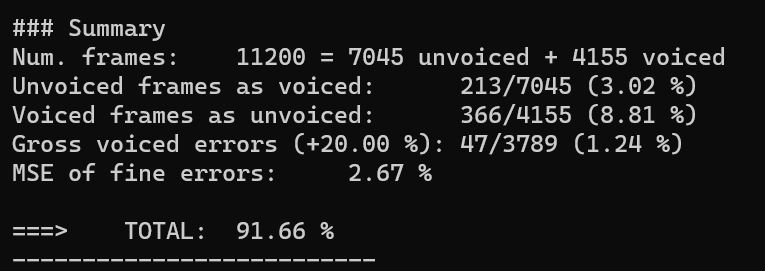 ### Summary
Num. frames:    11200 = 7045 unvoiced + 4155 voiced
Unvoiced frames as voiced:      213/7045 (3.02 %)
Voiced frames as unvoiced:      366/4155 (8.81 %)
Gross voiced errors (+20.00 %): 47/3789 (1.24 %)
MSE of fine errors:     2.67 %

===>    TOTAL:  91.66 %
--------------------------